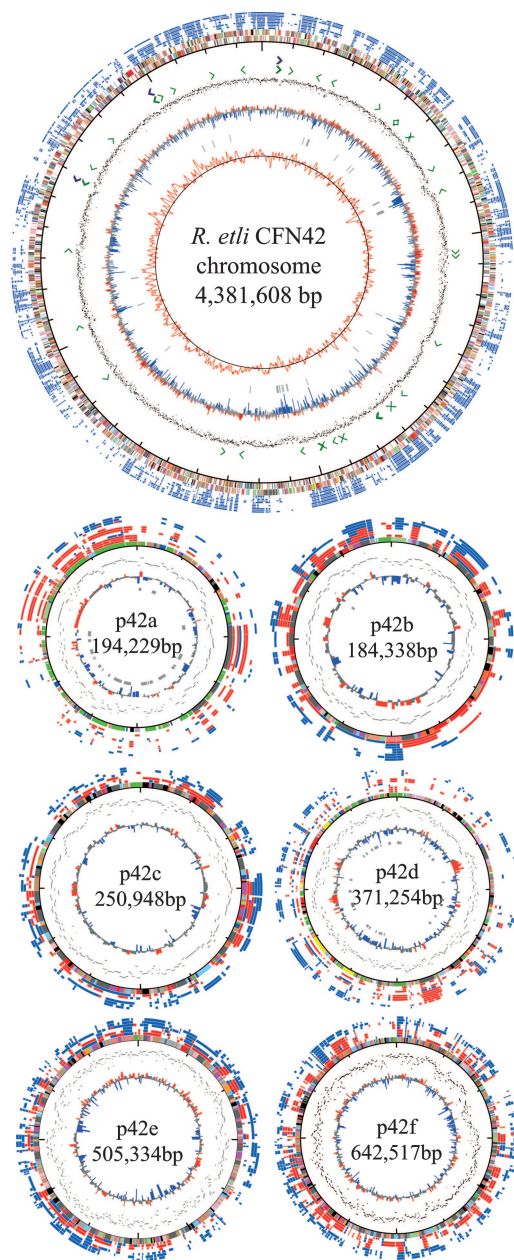 R. etli CFN42
chromosome
4,381,608 bp
p42a
194,229bp
p42b
184,338bp
p42c
250,948bp
p42d
371,254bp
p42e
505,334bp
p42f
642,517bp